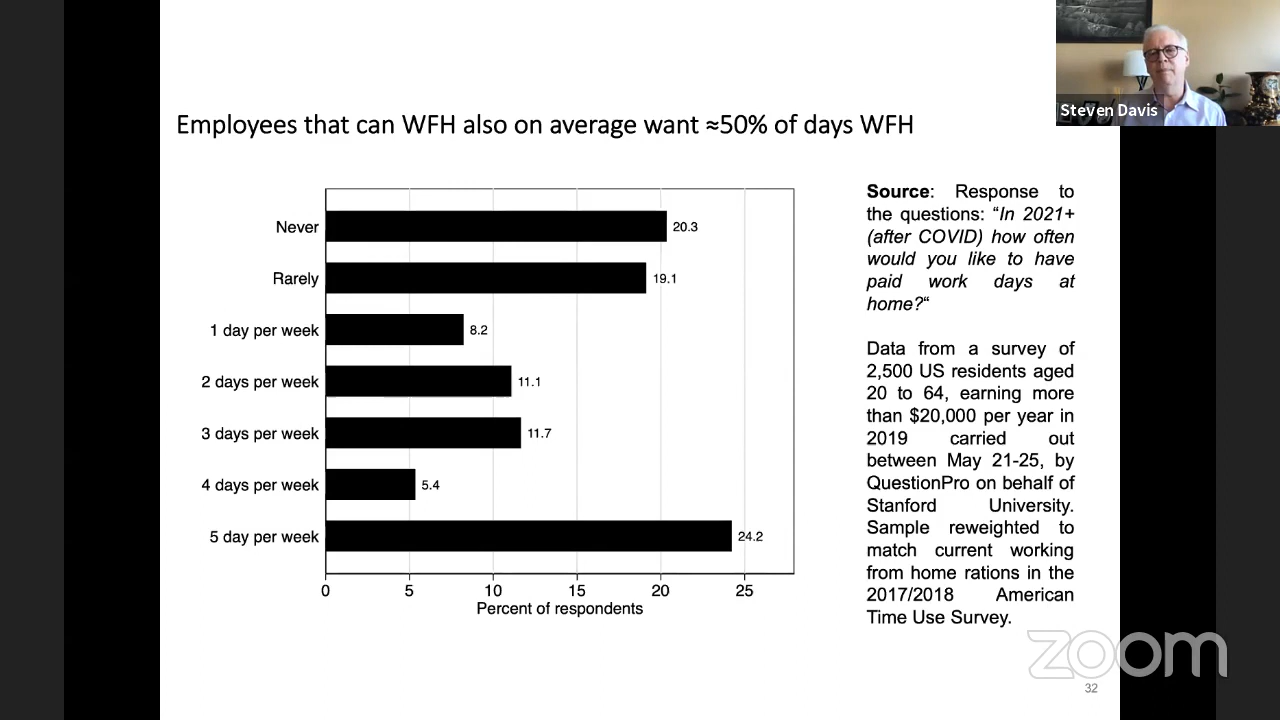 Steven Davis
Employees that can WFH also on average want ≈50% of days WFH
Never
20.3
Rarely
19.1
1 day per week
8.2
2 days per week
11.1
3 days per week
11.7
4 days per week
5.4
5 day per week
24.2
0 5 10 15 20 25
Percent of respondents
Source: Response to
the questions: “In 2021+
(after COVID) how often
would you like to have
paid work days at
home?“
Data from a survey of
2,500 US residents aged
20 to 64, earning more
than $20,000 per year in
2019 carried out
between May 21-25, by
QuestionPro on behalf of
Stanford University.
Sample reweighted to
match current working
from home rations in the
2017/2018 American
Time Use Survey.
zoom
32